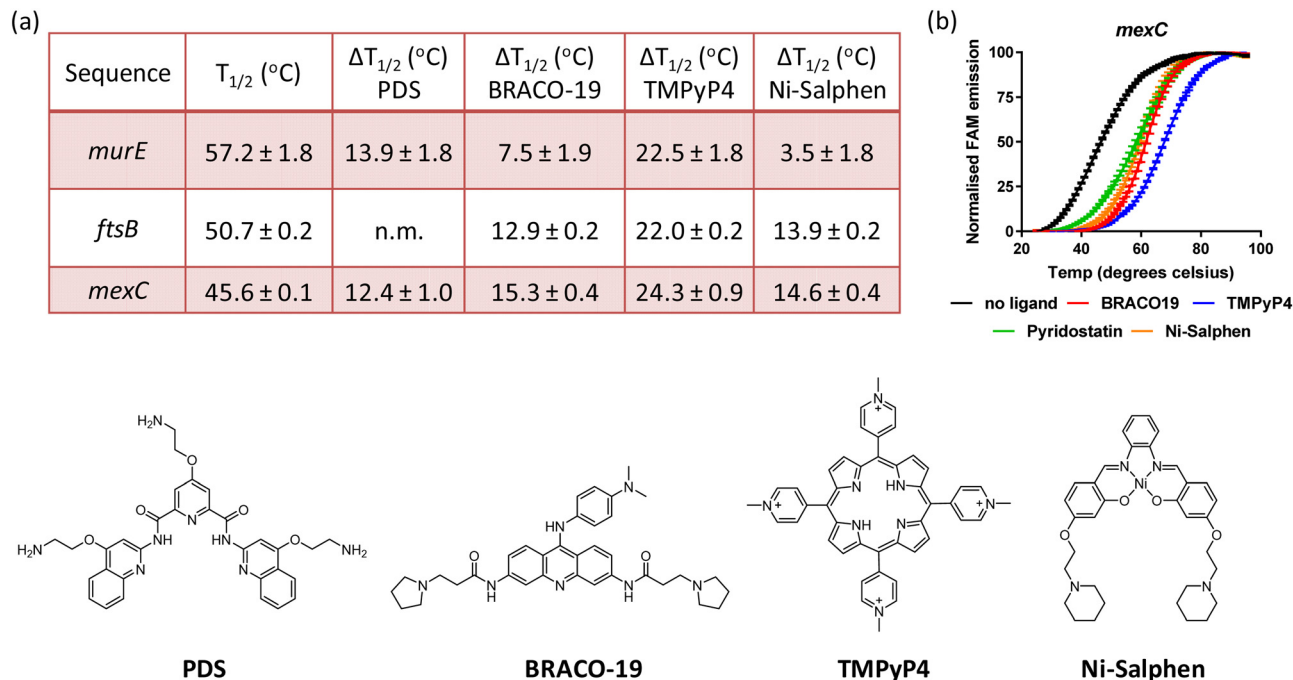 (a)
Sequence T1/2 (°C) ΔT1/2 (°C) PDS ΔT1/2 (°C) BRACO-19 ΔT1/2 (°C) TMPyP4 ΔT1/2 (°C) Ni-Salphen
murE 57.2 ± 1.8 13.9 ± 1.8 7.5 ± 1.9 22.5 ± 1.8 3.5 ± 1.8
ftsB 50.7 ± 0.2 n.m. 12.9 ± 0.2 22.0 ± 0.2 13.9 ± 0.2
mexC 45.6 ± 0.1 12.4 ± 1.0 15.3 ± 0.4 24.3 ± 0.9 14.6 ± 0.4
(b)
mexC
Normalised FAM emission
100
75
50
25
0
20 40 60 80 100
Temp (degrees celsius)
no ligand BRACO19 TMPyP4
Pyridostatin Ni-Salphen
H2N
O
O
N
O
NH
HN
H2N
O
N
N
O
NH2
PDS
N
HN
O
N
N
H
N
N
H
O
N
BRACO-19
N
+
N
+
N
HN
NH
N
N
+
N
+
TMPyP4
N
N
Ni
O
O
O
O
N
N
Ni-Salphen